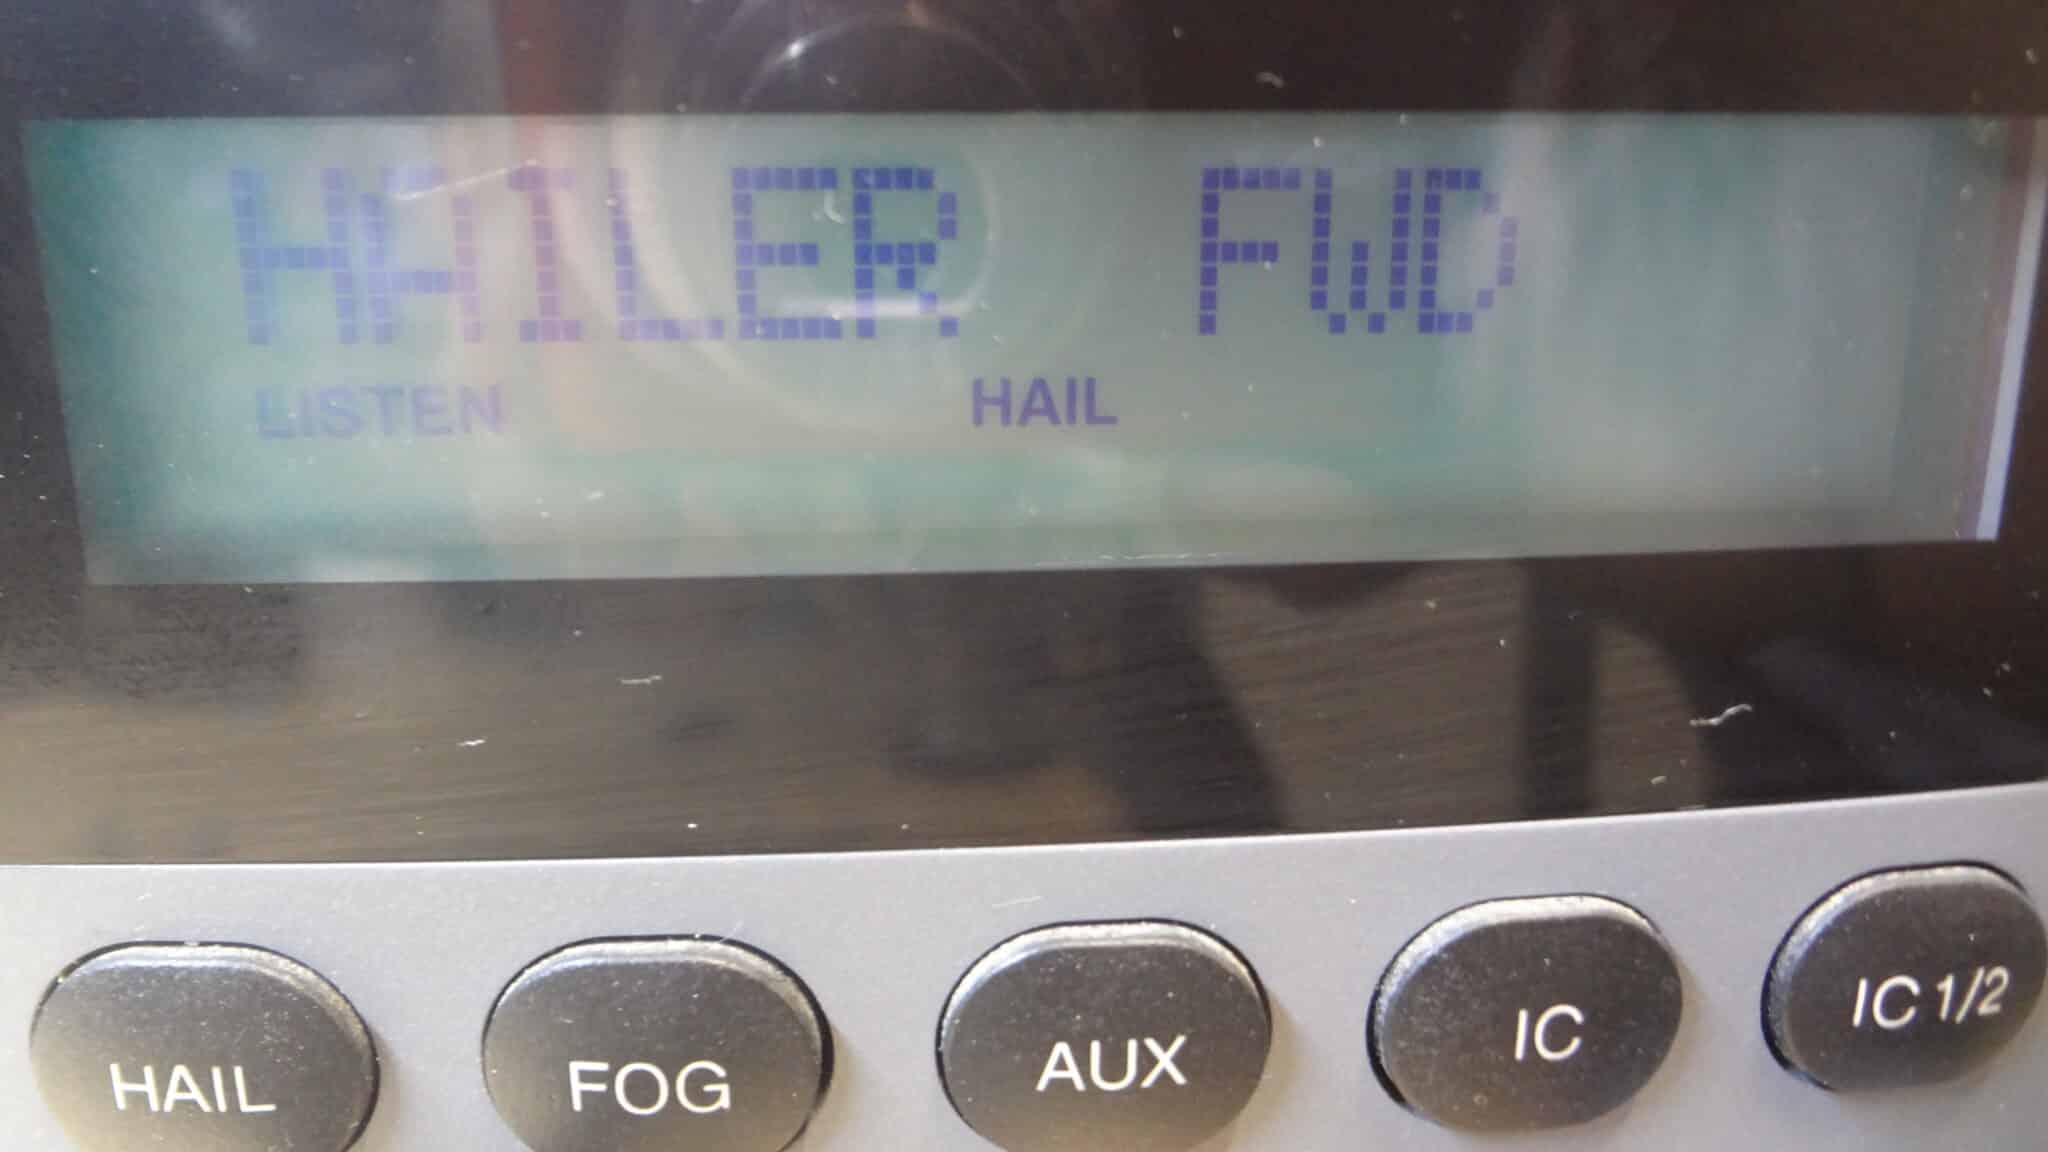 HAILER FWD
LISTEN HAIL
HAIL FOG AUX IC IC 1/2